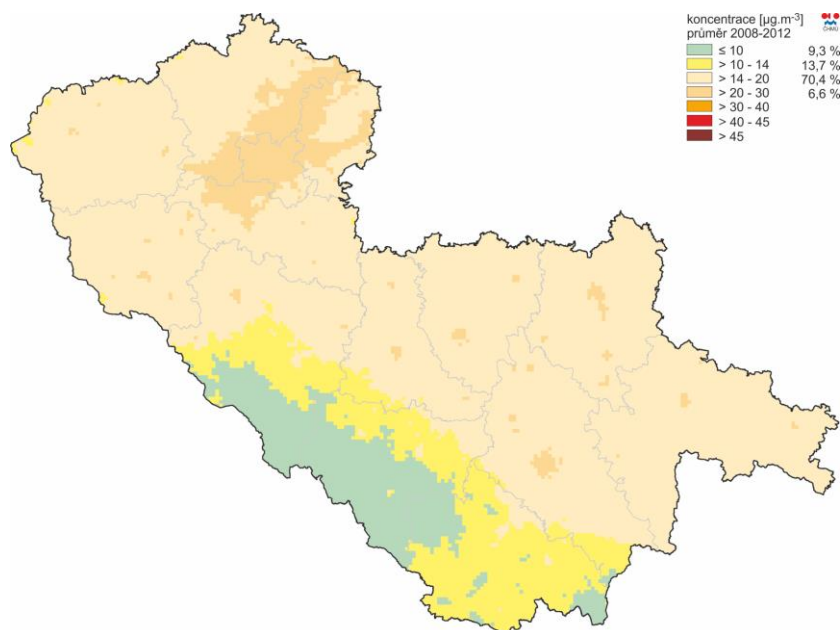 koncentrace [µg.m-³]
průměr 2008-2012
ČHMÚ
≤ 10 9,3 %
> 10 - 14 13,7 %
> 14 - 20 70,4 %
> 20 - 30 6,6 %
> 30 - 40
> 40 - 45
> 45